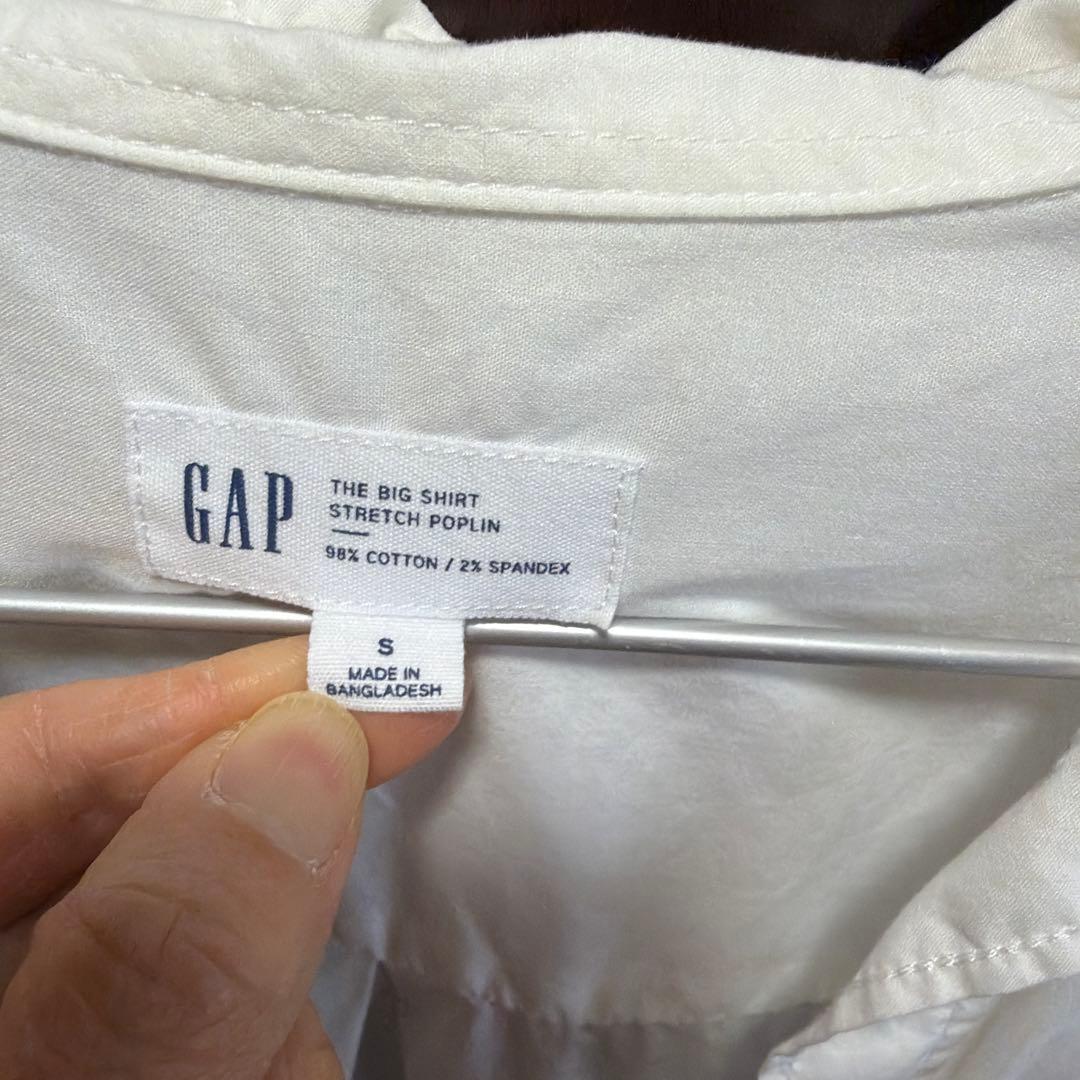 GAP
THE BIG SHIRT
STRETCH POPLIN
98% COTTON / 2% SPANDEX
S
MADE IN
BANGLADESH